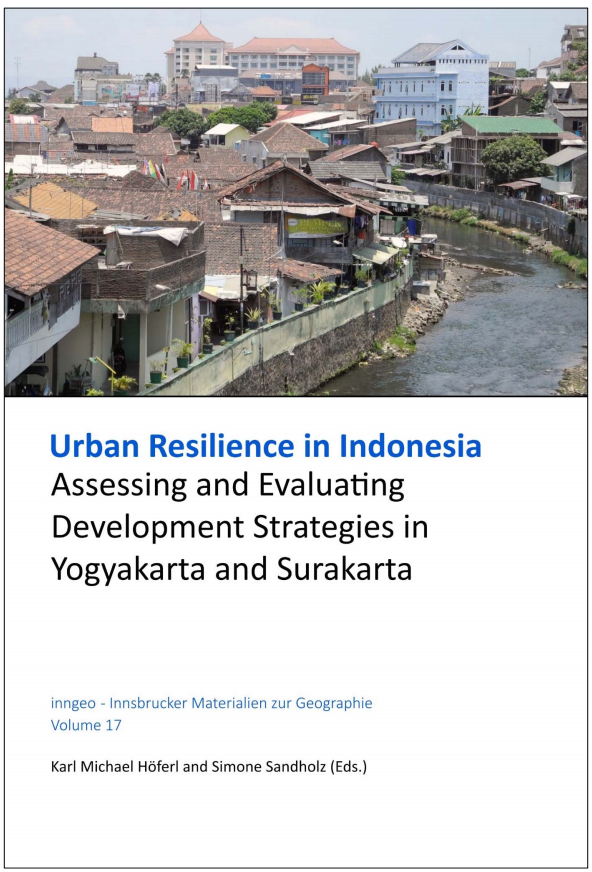 Urban Resilience in Indonesia
Assessing and Evaluating
Development Strategies in
Yogyakarta and Surakarta
inngeo - Innsbrucker Materialien zur Geographie
Volume 17
Karl Michael Höferl and Simone Sandholz (Eds.)